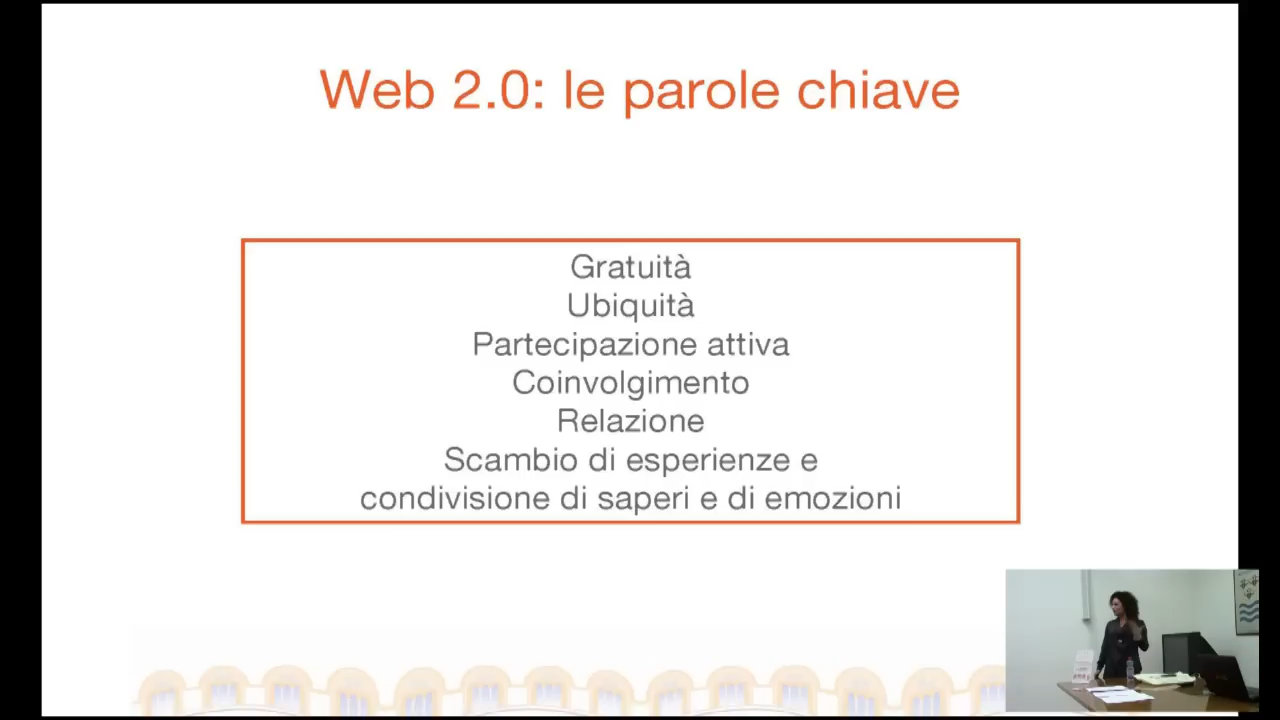 Web 2.0: le parole chiave
Gratuità
Ubiquità
Partecipazione attiva
Coinvolgimento
Relazione
Scambio di esperienze e
condivisione di saperi e di emozioni